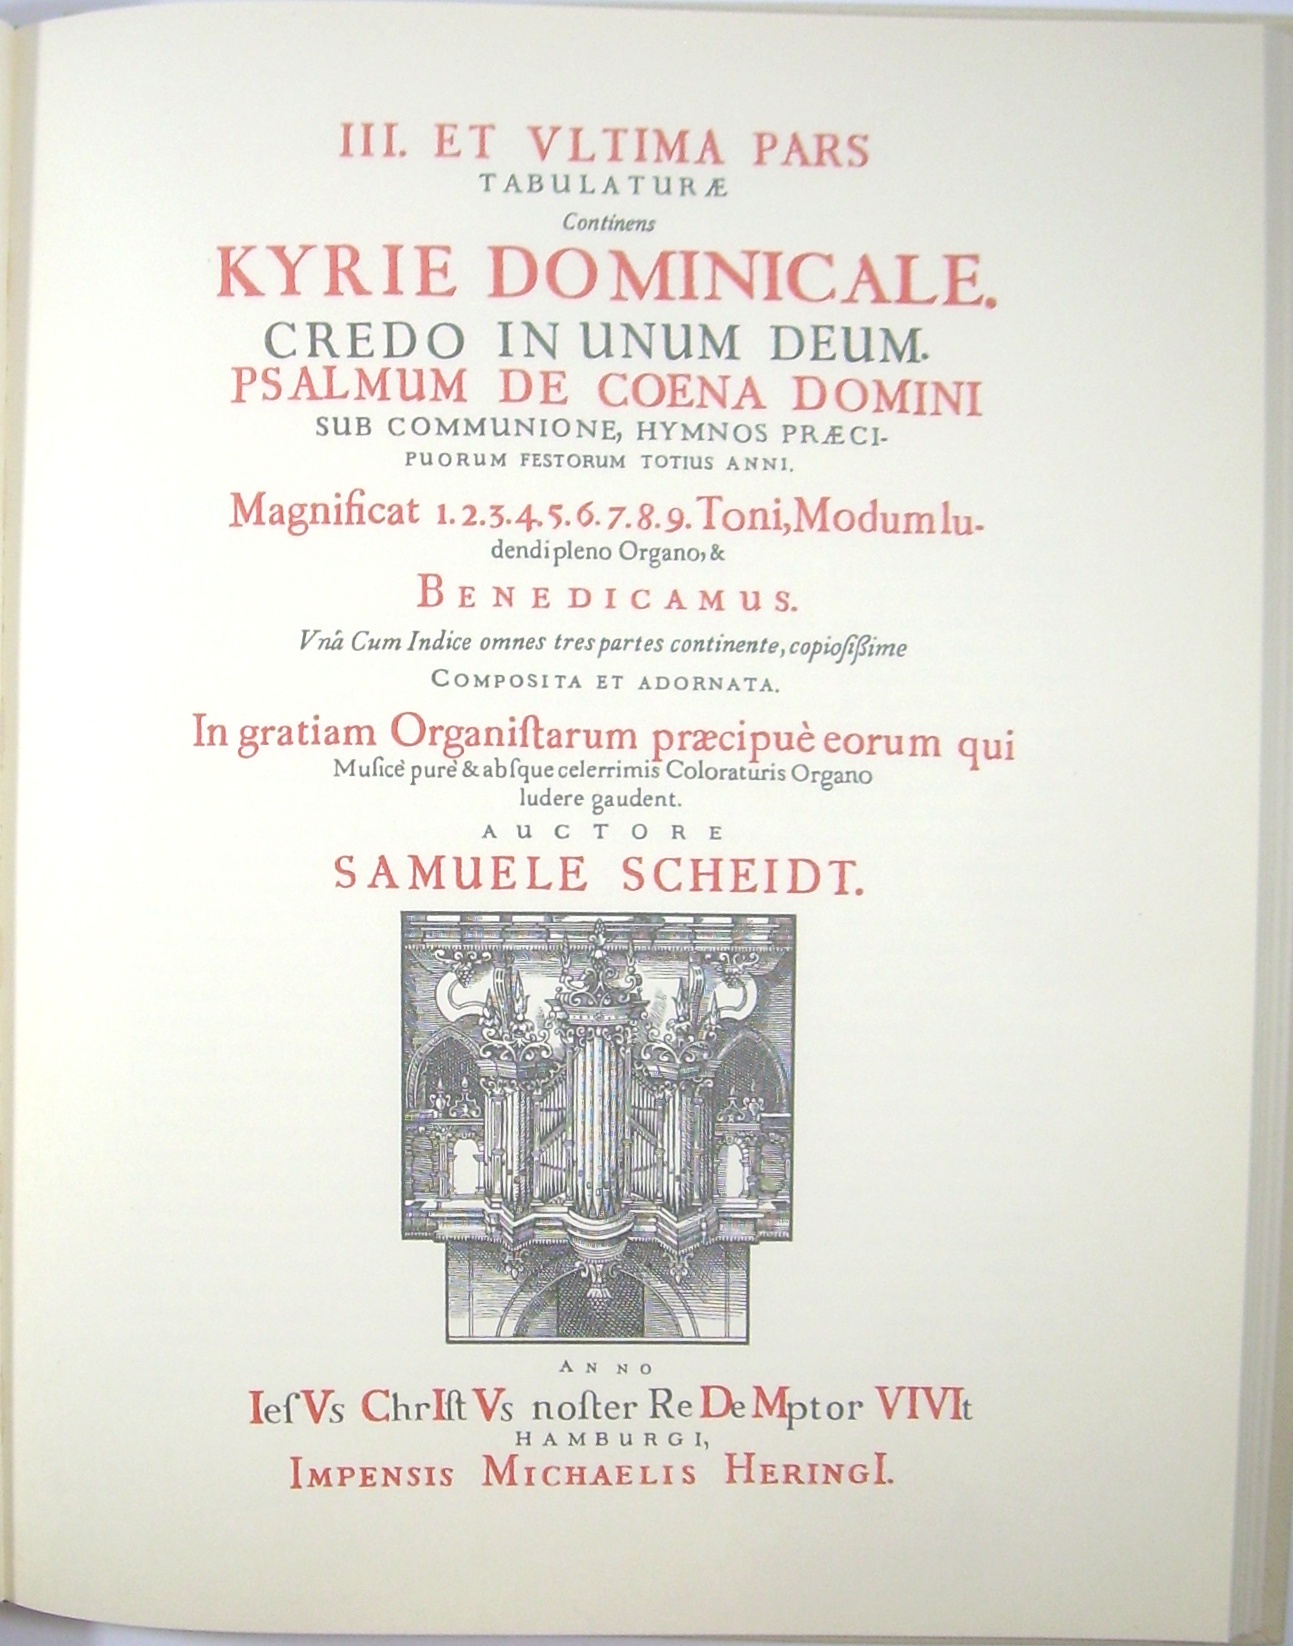 III. ET VLTIMA PARS
TABULATURÆ
Continens
KYRIE DOMINICALE.
CREDO IN UNUM DEUM.
PSALMUM DE COENA DOMINI
SUB COMMUNIONE, HYMNOS PRÆCI-
PUORUM FESTORUM TOTIUS ANNI.
Magnificat 1.2.3.4.5.6.7.8.9. Toni, Modum lu-
dendi pleno Organo, &
BENEDICAMUS.
Vnâ Cum Indice omnes tres partes continente, copiosißime
COMPOSITA ET ADORNATA.
In gratiam Organiſtarum præcipuè eorum qui
Muſicè purè & abſque celerrimis Coloraturis Organo
ludere gaudent.
AUCTORE
SAMUELE SCHEIDT.
ANNO
IeſVs ChrIſtVs noſter ReDeMptor VIVIt
HAMBURGI,
IMPENSIS MICHAELIS HERINGI.